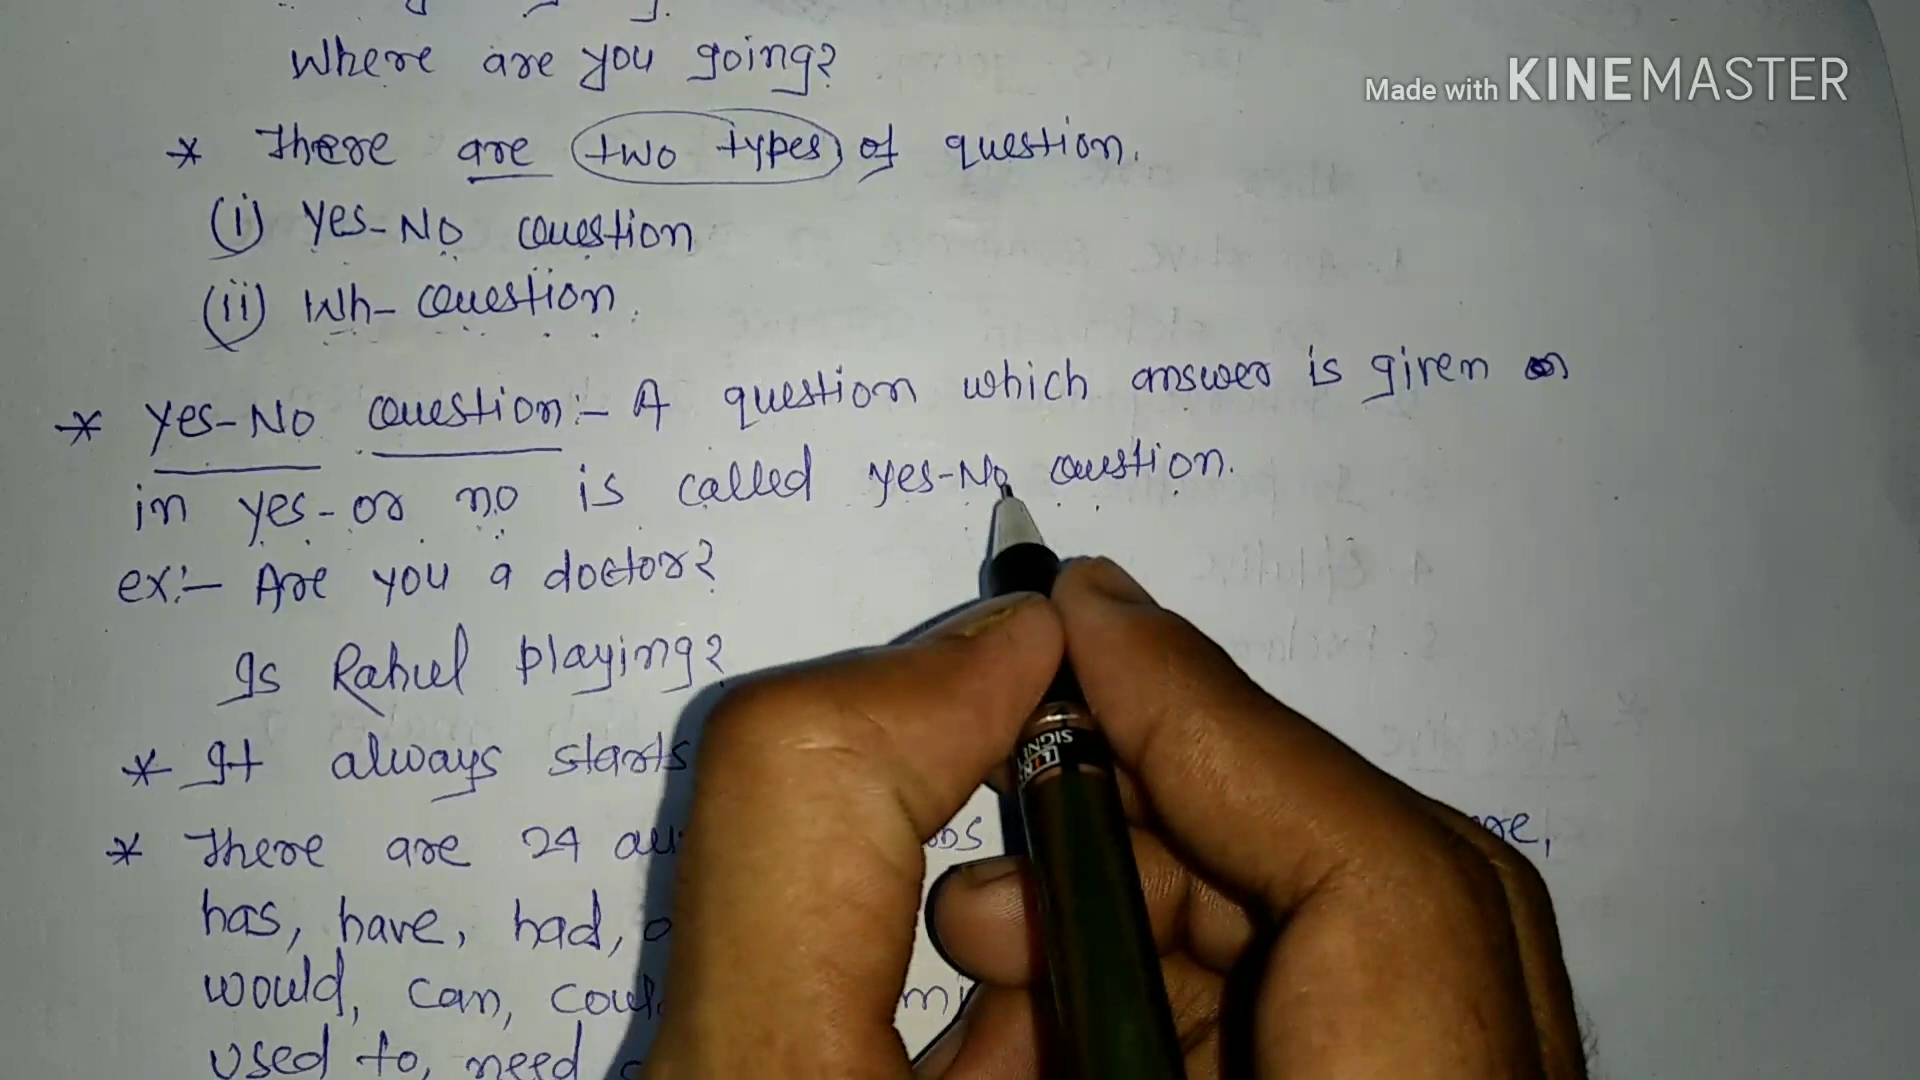 Where are you going?
Made with KINEMASTER
* There are two types of question.
(i) Yes-No Question
(ii) Wh- Question.
* Yes-No Question:- A question which answer is given
in yes-or no is called Yes-No Question.
ex:- Are you a doctor?
Is Rahul playing?
* It always starts
* There are 24
has, have, had,
would, can,
used to, need